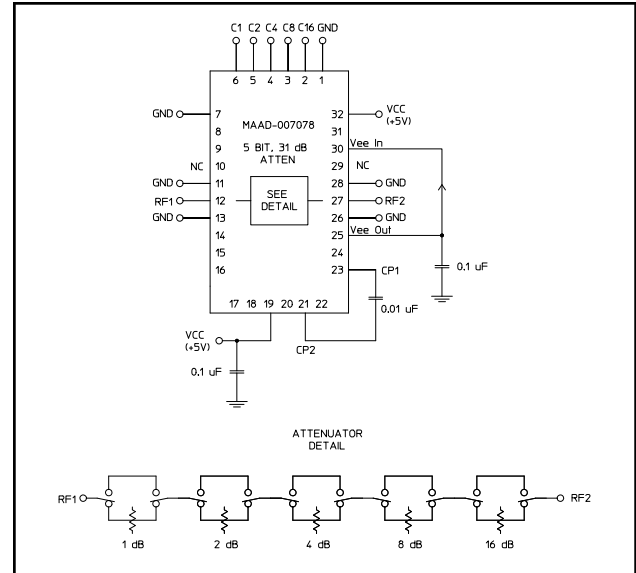 C1 C2 C4 C8 C16 GND
6 5 4 3 2 1
GND 7 32 VCC
(+5V)
8 MAAD-007078 31
9 5 BIT, 31 dB 30 Vee In
ATTEN
NC 10 29 NC
GND 11 28 GND
RF1 12 SEE 27 RF2
DETAIL
GND 13 26 GND
14 25 Vee Out
15 24
16 23 CP1
0.1 uF
17 18 19 20 21 22
0.01 uF
VCC
(+5V)
CP2
0.1 uF
ATTENUATOR
DETAIL
RF1 RF2
1 dB 2 dB 4 dB 8 dB 16 dB